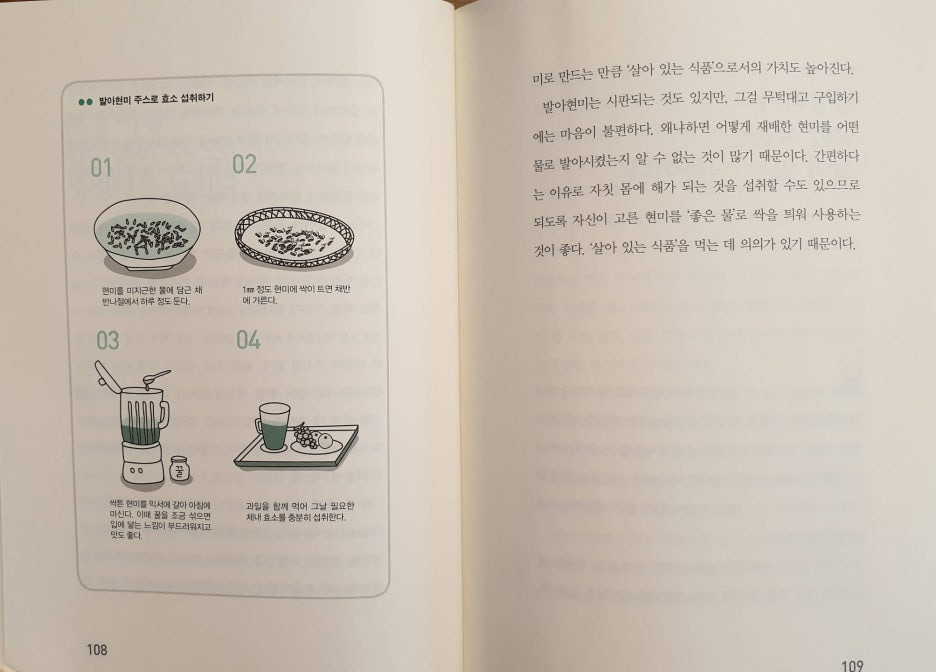 발아현미 주스로 효소 섭취하기
01
현미를 미지근한 물에 담근 채
반나절에서 하루 정도 둔다.
02
1㎜ 정도 현미에 싹이 트면 채반
에 거른다.
03
꿀
싹튼 현미를 믹서에 갈아 아침에
마신다. 이때 꿀을 조금 섞으면
입에 닿는 느낌이 부드러워지고
맛도 좋다.
04
과일을 함께 먹어 그날 필요한
체내 효소를 충분히 섭취한다.
108
미로 만드는 만큼 ‘살아 있는 식품’으로서의 가치도 높아진다.
발아현미는 시판되는 것도 있지만, 그걸 무턱대고 구입하기
에는 마음이 불편하다. 왜냐하면 어떻게 재배한 현미를 어떤
물로 발아시켰는지 알 수 없는 것이 많기 때문이다. 간편하다
는 이유로 자칫 몸에 해가 되는 것을 섭취할 수도 있으므로
되도록 자신이 고른 현미를 ‘좋은 물’로 싹을 틔워 사용하는
것이 좋다. ‘살아 있는 식품’을 먹는 데 의의가 있기 때문이다.
109